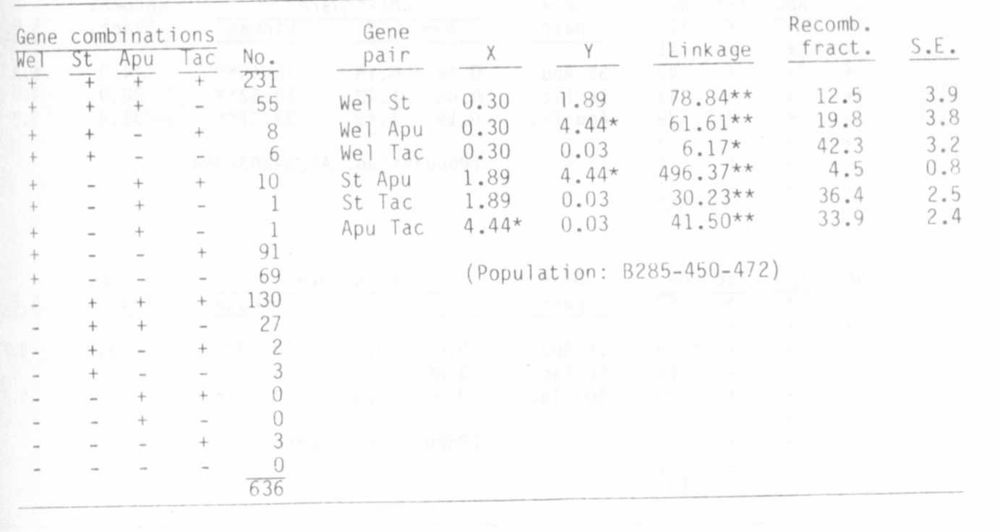 Gene combinations Gene Recomb.
Wel St Apu Tac No. pair X Y Linkage fract. S.E.
+ + + + 231
+ + + - 55 Wel St 0.30 1.89 78.84** 12.5 3.9
+ + - + 8 Wel Apu 0.30 4.44* 61.61** 19.8 3.8
+ + - - 6 Wel Tac 0.30 0.03 6.17* 42.3 3.2
+ - + + 10 St Apu 1.89 4.44* 496.37** 4.5 0.8
+ - + - 1 St Tac 1.89 0.03 30.23** 36.4 2.5
+ - + - 1 Apu Tac 4.44* 0.03 41.50** 33.9 2.4
+ - - + 91
+ - - - 69 (Population: B285-450-472)
- + + + 130
- + + - 27
- + - + 2
- + - - 3
- - + + 0
- - + - 0
- - - + 3
- - - - 0
636